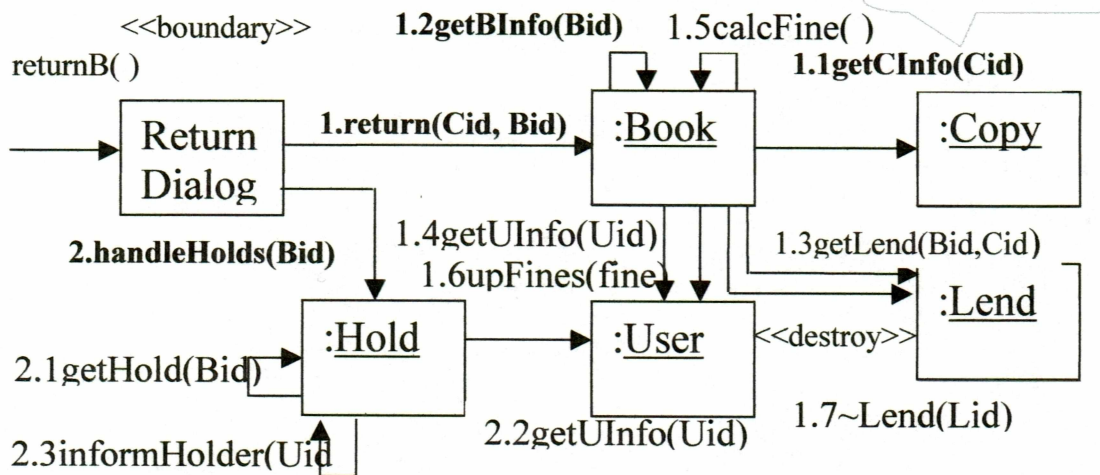 <<boundary>>
1.2getBInfo(Bid)
1.5calcFine( )
returnB( )
1.1getCInfo(Cid)
1.return(Cid, Bid)
Return
Dialog
:Book
:Copy
1.4getUInfo(Uid)
1.3getLend(Bid,Cid)
2.handleHolds(Bid)
1.6upFines(fine)
:Hold
:User
<<destroy>>
:Lend
2.1getHold(Bid)
2.2getUInfo(Uid)
1.7~Lend(Lid)
2.3informHolder(Uid